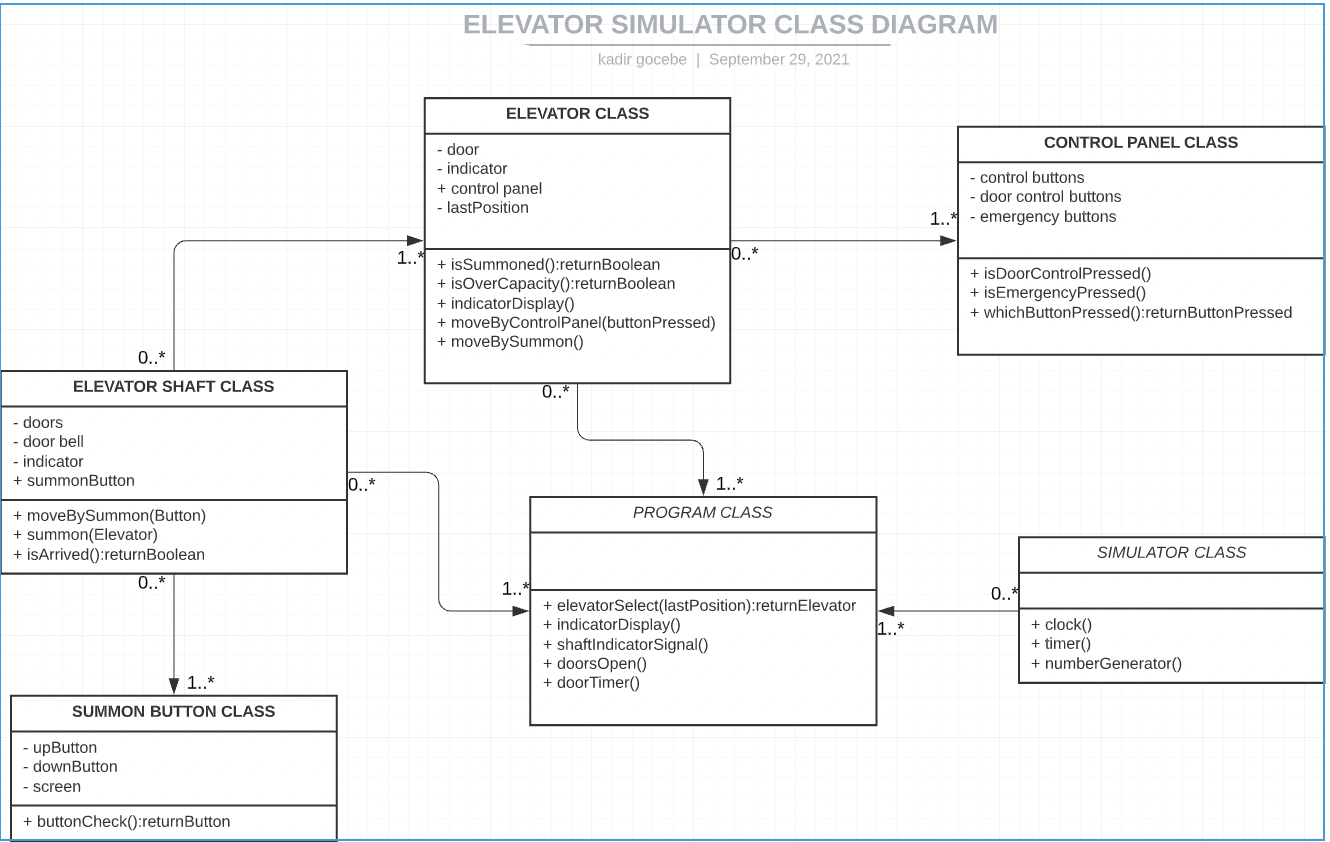 ELEVATOR SIMULATOR CLASS DIAGRAM
kadir gocebe | September 29, 2021
ELEVATOR CLASS
- door
- indicator
+ control panel
- lastPosition
+ isSummoned():returnBoolean
+ isOverCapacity():returnBoolean
+ indicatorDisplay()
+ moveByControlPanel(buttonPressed)
+ moveBySummon()
CONTROL PANEL CLASS
- control buttons
- door control buttons
- emergency buttons
+ isDoorControlPressed()
+ isEmergencyPressed()
+ whichButtonPressed():returnButtonPressed
1..*
0..*
1..*
0..*
ELEVATOR SHAFT CLASS
- doors
- door bell
- indicator
+ summonButton
+ moveBySummon(Button)
+ summon(Elevator)
+ isArrived():returnBoolean
0..*
1..*
0..*
1..*
0..*
1..*
PROGRAM CLASS
+ elevatorSelect(lastPosition):returnElevator
+ indicatorDisplay()
+ shaftIndicatorSignal()
+ doorsOpen()
+ doorTimer()
SIMULATOR CLASS
+ clock()
+ timer()
+ numberGenerator()
0..*
1..*
SUMMON BUTTON CLASS
- upButton
- downButton
- screen
+ buttonCheck():returnButton